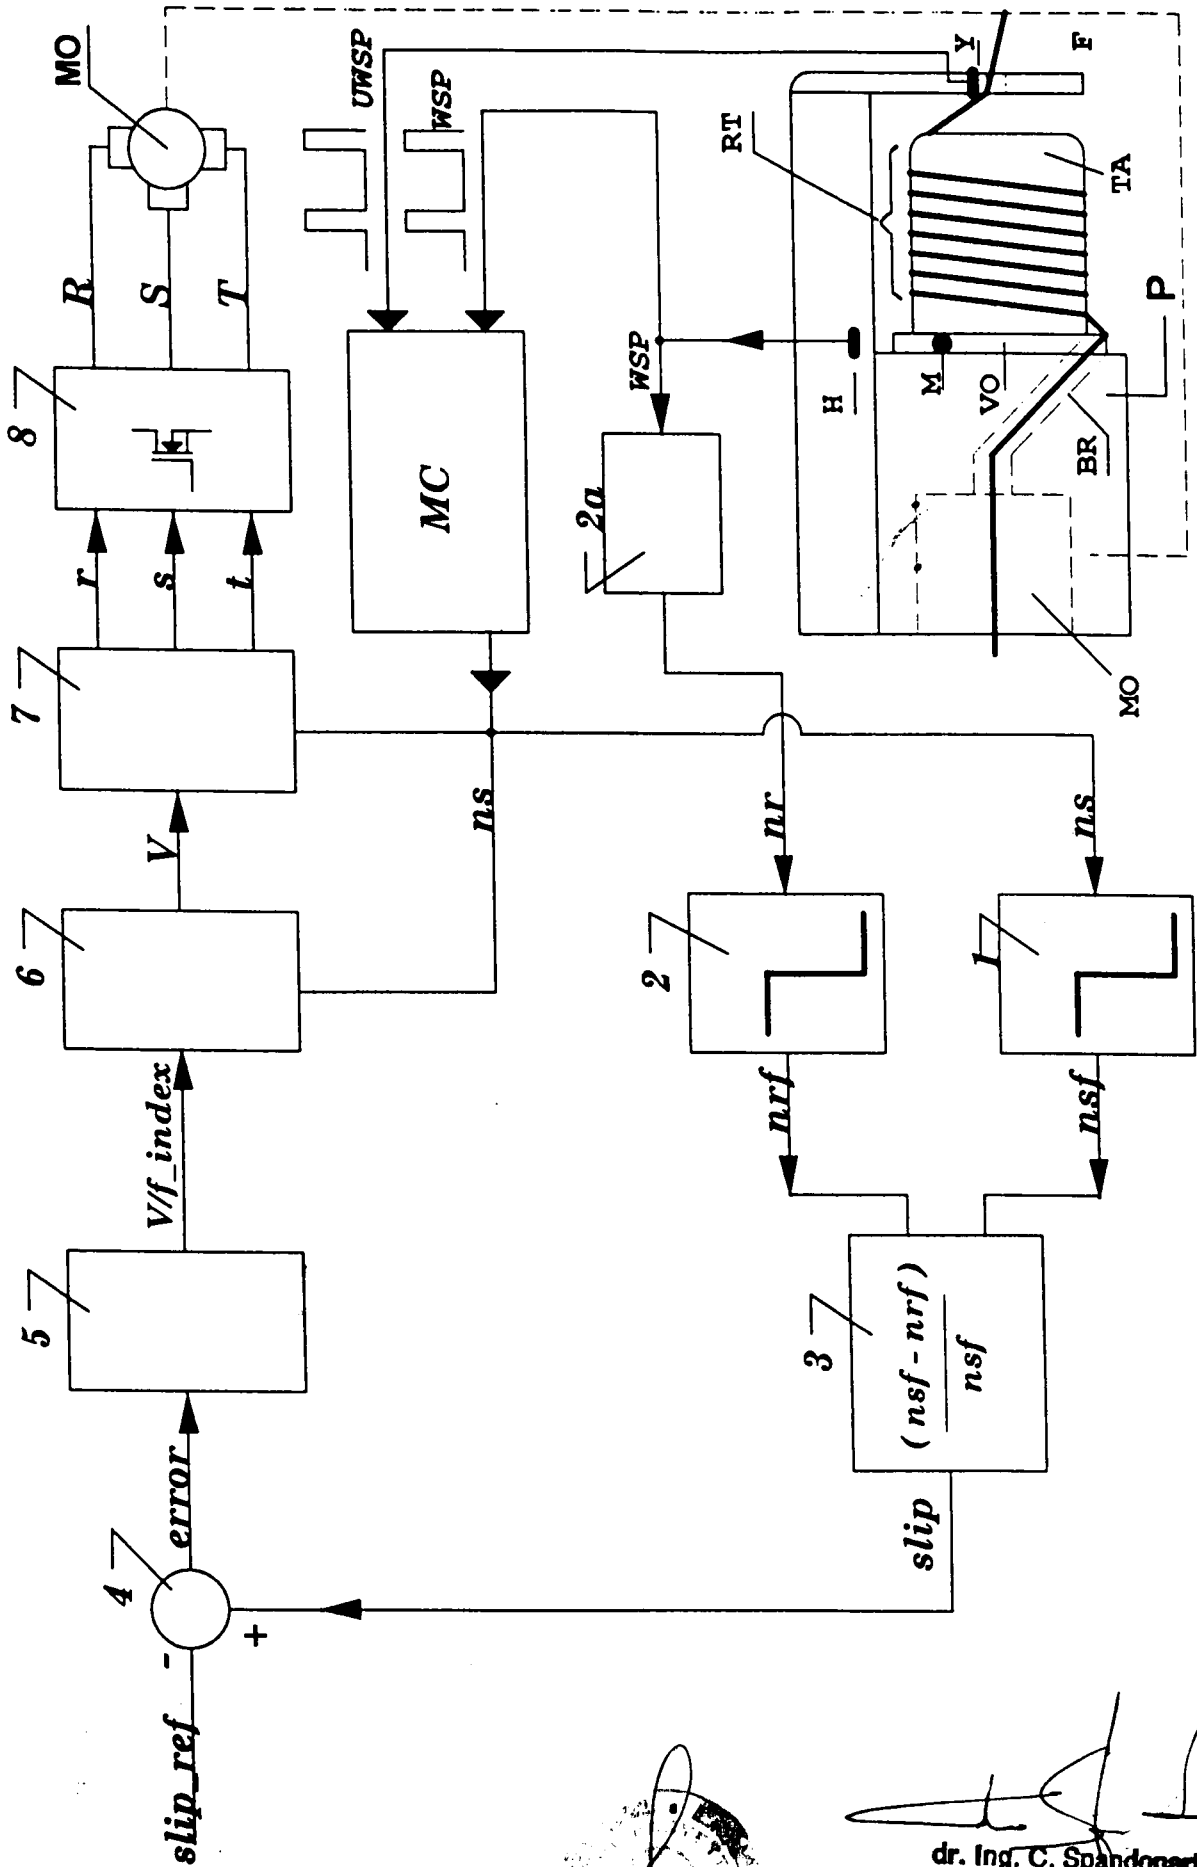 slip_ref
-
+
4
error
5
V/f_index
6
V
7
r
s
t
8
R
S
T
MO
UWSP
WSP
MC
ns
WSP
2a
nr
ns
2
1
nrf
nsf
3
( nsf - nrf )
nsf
slip
RT
H
M
VO
BR
P
MO
TA
Y
F
dr. Ing. C. Spandonari